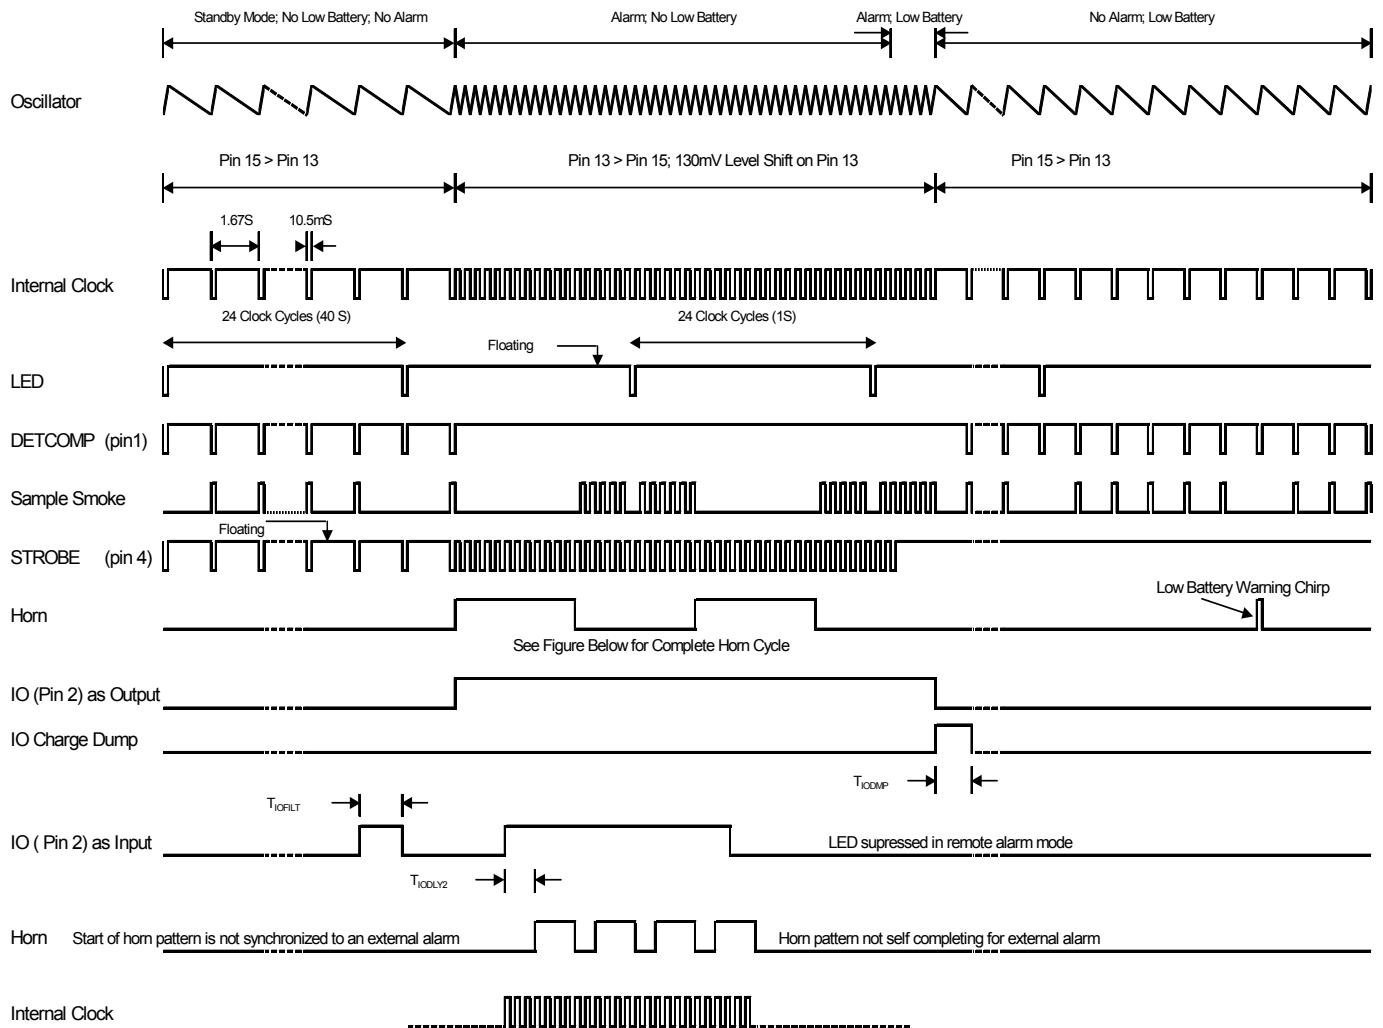 Standby Mode; No Low Battery; No Alarm
Alarm; No Low Battery
Alarm; Low Battery
No Alarm; Low Battery
Oscillator
Pin 15 > Pin 13
Pin 13 > Pin 15; 130mV Level Shift on Pin 13
Pin 15 > Pin 13
1.67S
10.5mS
Internal Clock
24 Clock Cycles (40 S)
24 Clock Cycles (1S)
Floating
LED
DETCOMP (pin1)
Sample Smoke
Floating
STROBE (pin 4)
Low Battery Warning Chirp
Horn
See Figure Below for Complete Horn Cycle
IO (Pin 2) as Output
IO Charge Dump
TIODMP
TIOFILT
IO ( Pin 2) as Input
LED supressed in remote alarm mode
TIODLY2
Horn
Start of horn pattern is not synchronized to an external alarm
Horn pattern not self completing for external alarm
Internal Clock